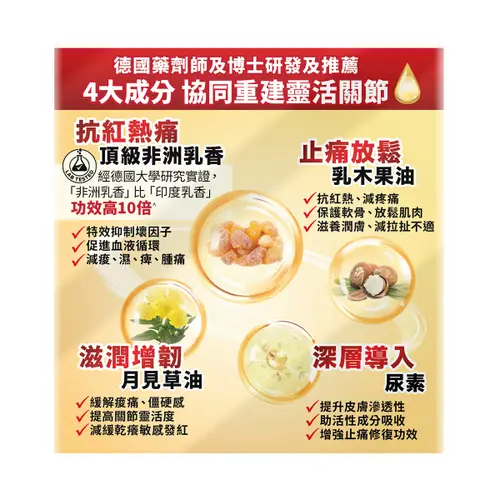 德國藥劑師及博士研發及推薦
4大成分 協同重建靈活關節
抗紅熱痛
頂級非洲乳香
LAB TESTED
經德國大學研究實證，
「非洲乳香」比「印度乳香」
功效高10倍^
✓特效抑制壞因子
✓促進血液循環
✓減痠、濕、痺、腫痛
止痛放鬆
乳木果油
✓抗紅熱、減疼痛
✓保護軟骨、放鬆肌肉
✓滋養潤膚、減拉扯不適
滋潤增韌
月見草油
✓緩解痠痛、僵硬感
✓提高關節靈活度
✓減緩乾癢敏感發紅
深層導入
尿素
✓提升皮膚滲透性
✓助活性成分吸收
✓增強止痛修復功效